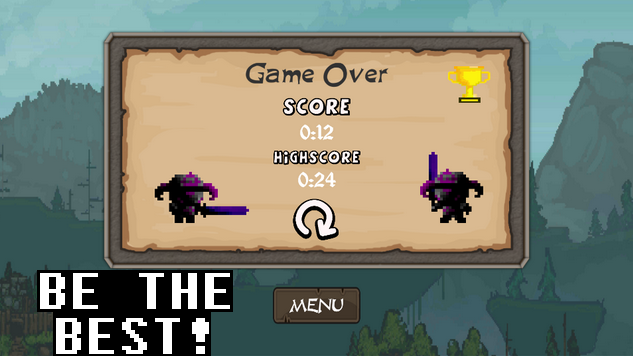 Game Over
SCORE
0:12
HIGHSCORE
0:24
MENU
BE THE
BEST!